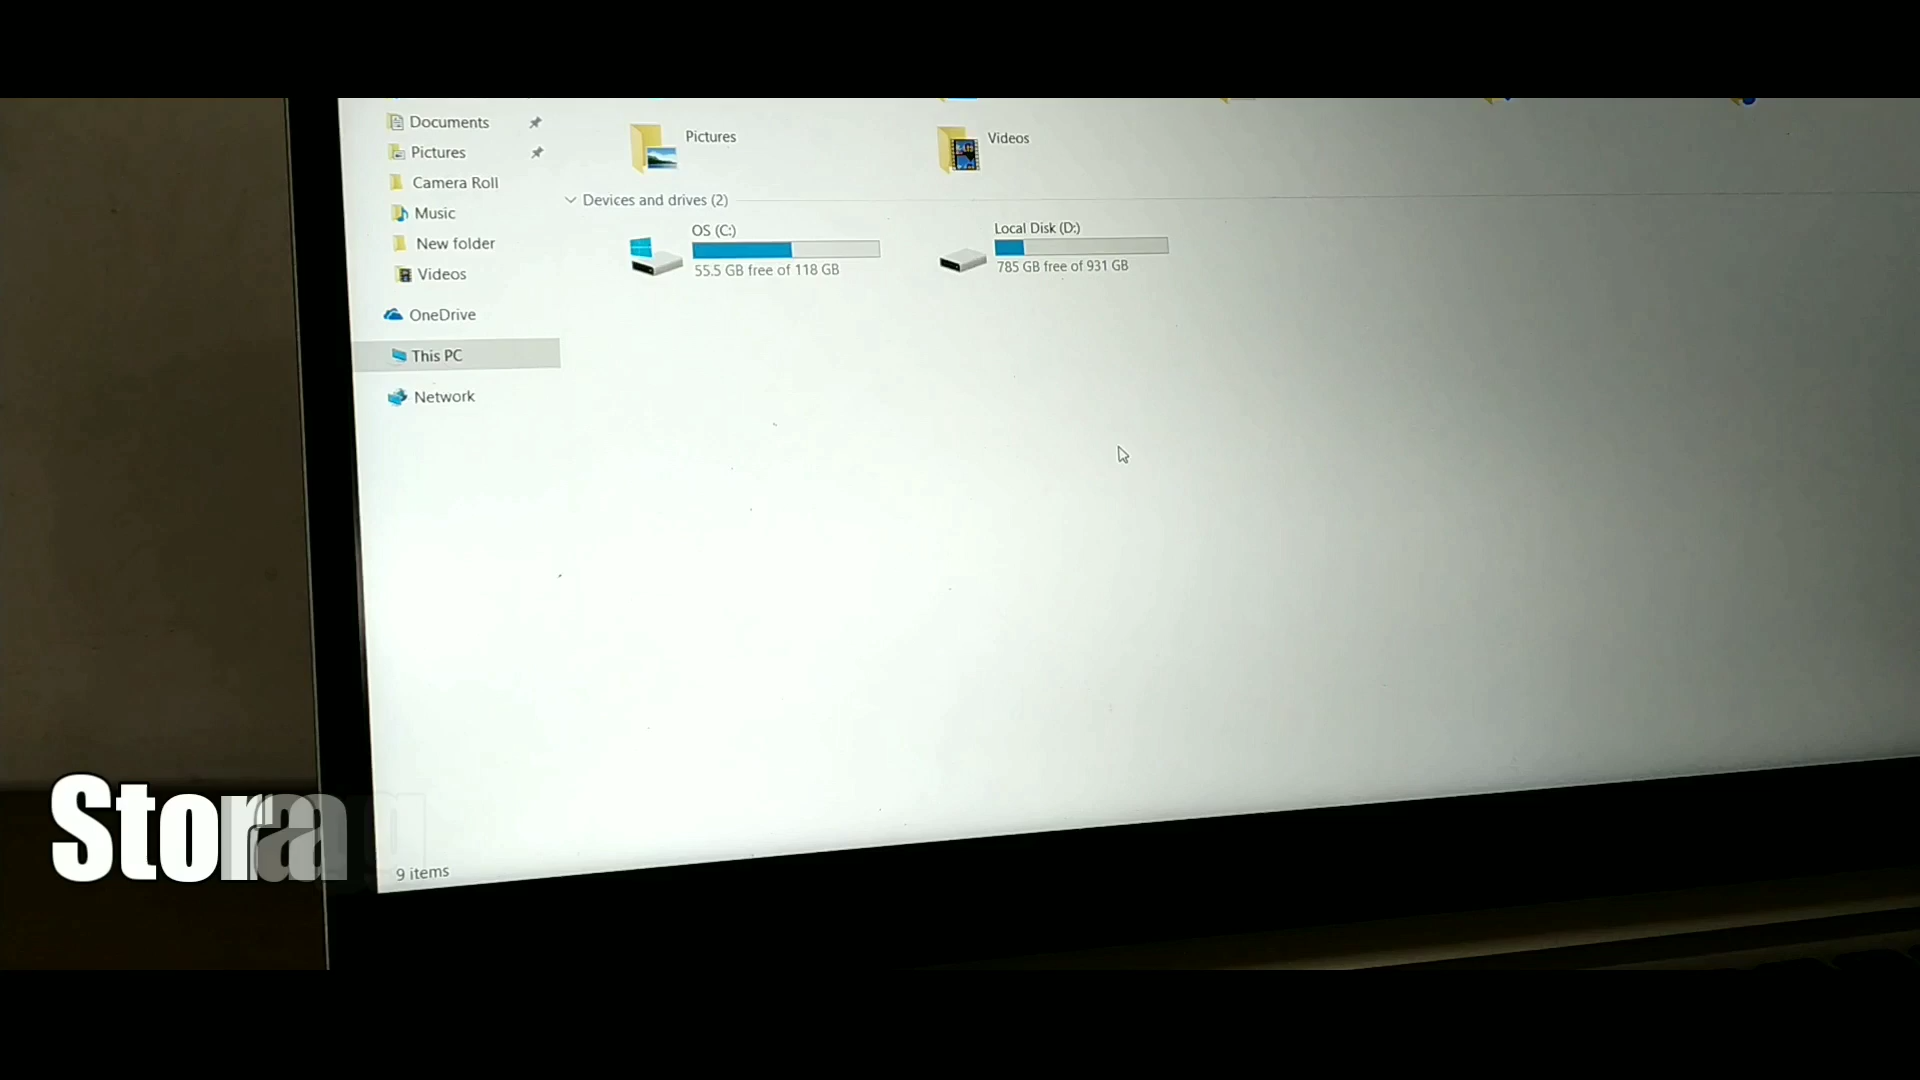 Documents
Pictures
Camera Roll
Music
New folder
Videos
OneDrive
This PC
Network
Pictures
Videos
Devices and drives (2)
OS (C:)
55.5 GB free of 118 GB
Local Disk (D:)
785 GB free of 931 GB
9 items
Storag